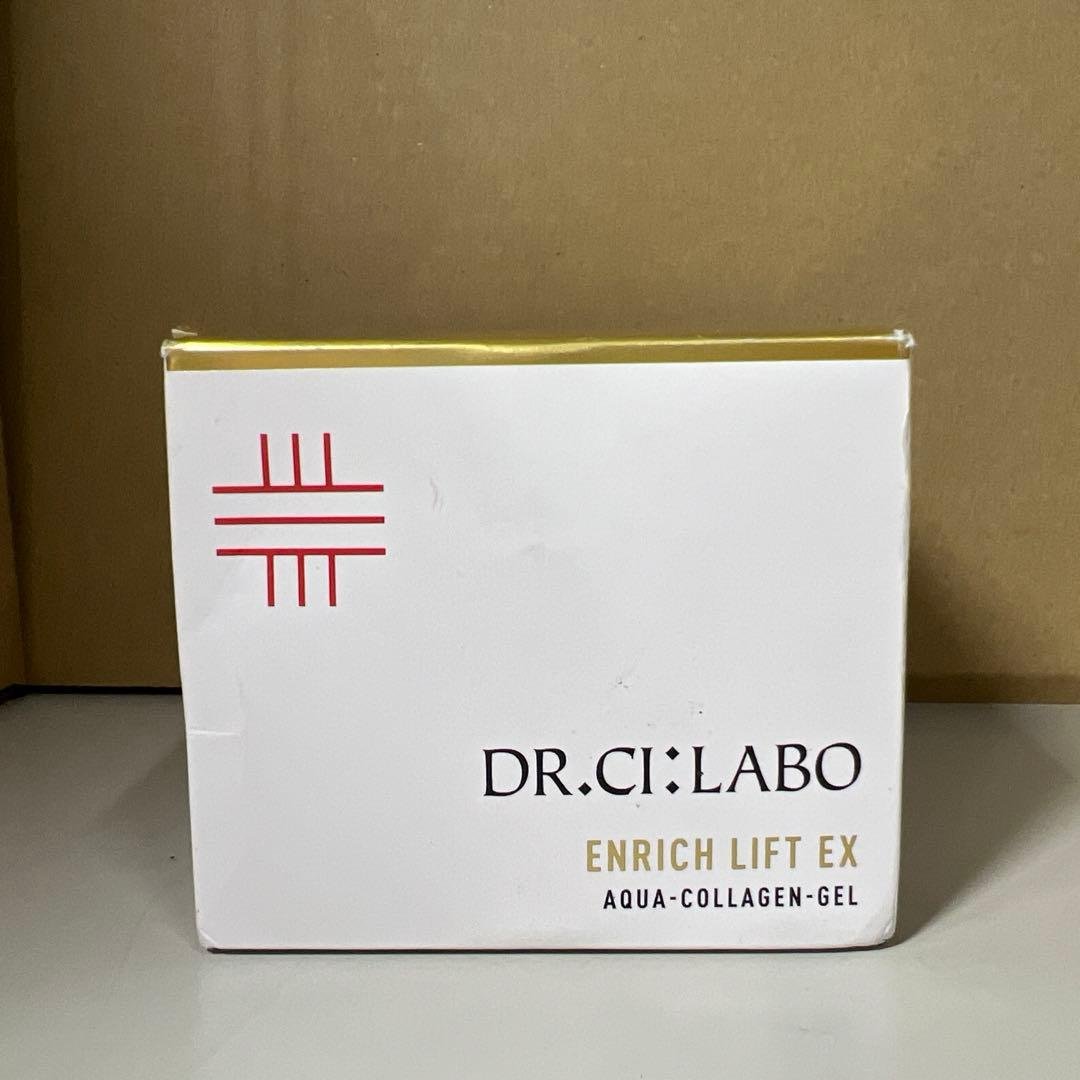 DR.CI:LABO
ENRICH LIFT EX
AQUA-COLLAGEN-GEL